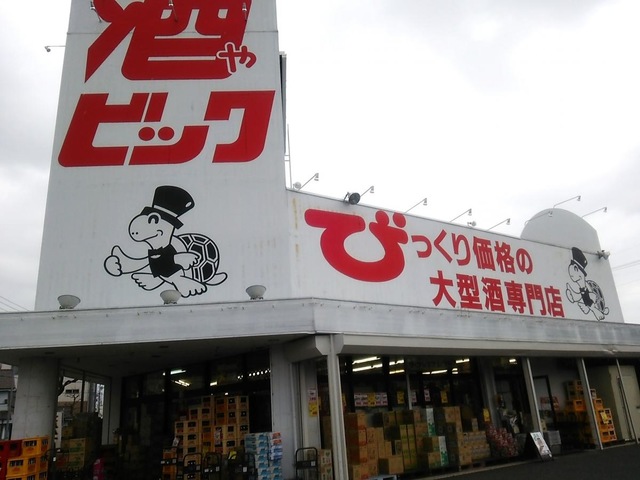 酒や
ビック
びっくり価格の
大型酒専門店